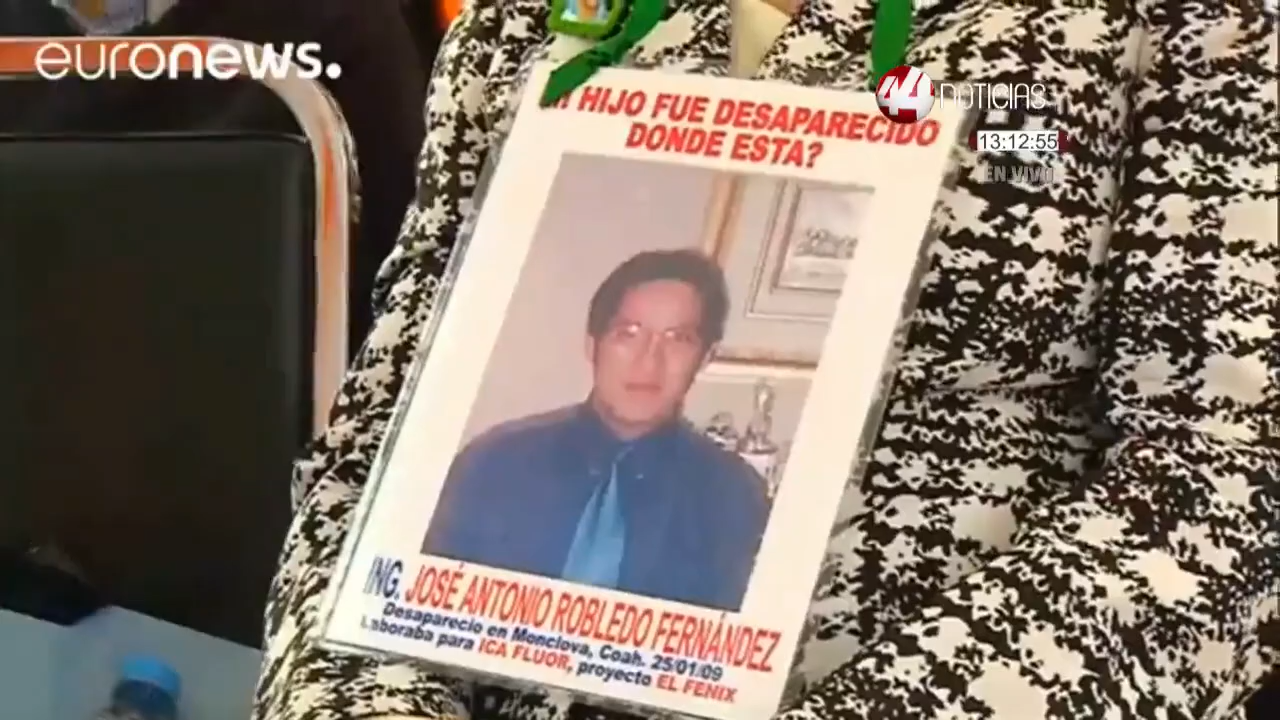 euronews.
44 NOTICIAS
13:12:55
EN VIVO
HIJO FUE DESAPARECIDO
DONDE ESTA?
ING. JOSÉ ANTONIO ROBLEDO FERNÁNDEZ
Desaparecio en Monclova, Coah. 25/01/09
Laboraba para ICA FLUOR, proyecto EL FENIX